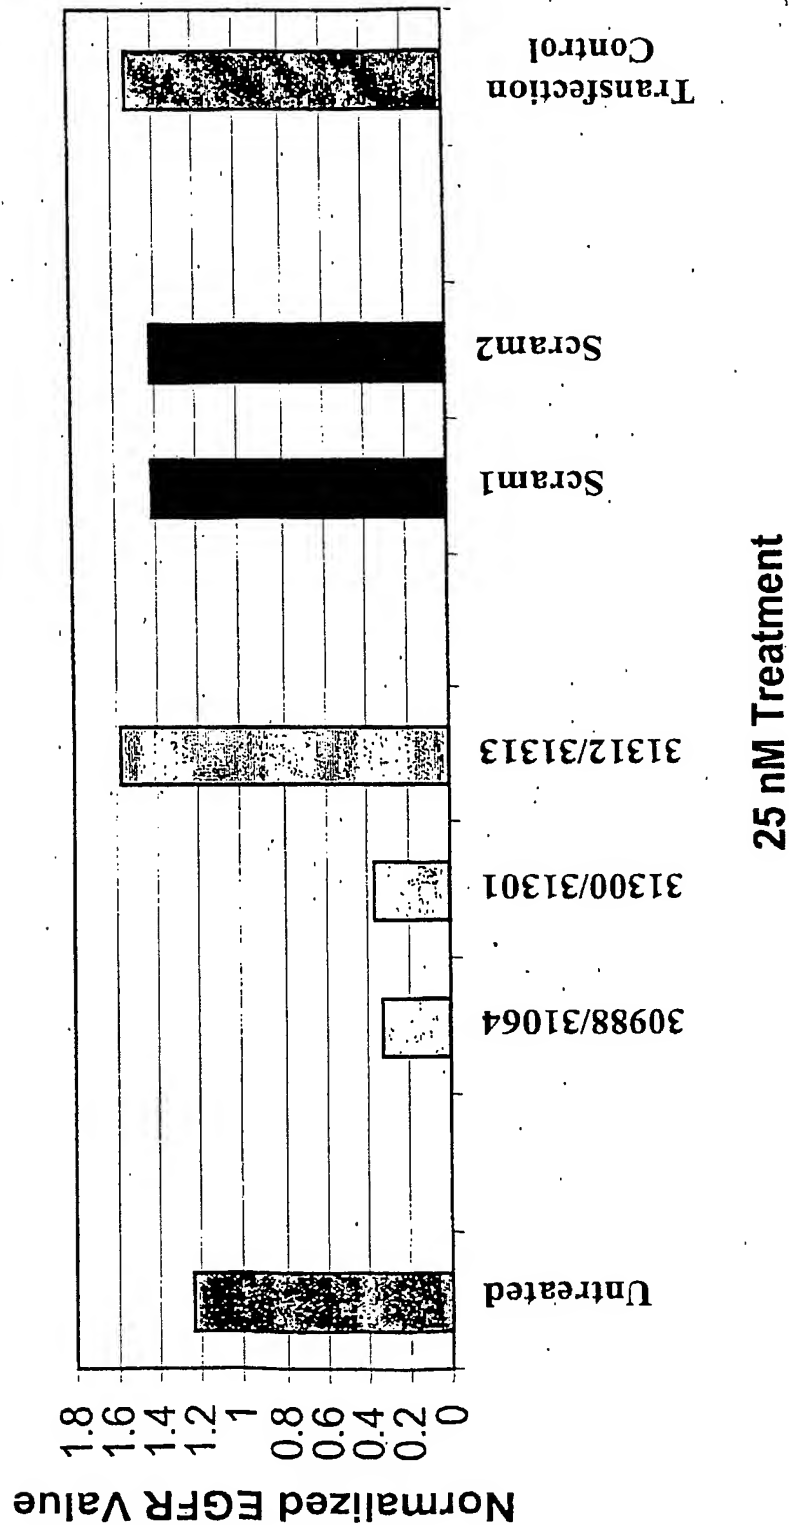 Normalized EGFR Value
1.8
1.6
1.4
1.2
1
0.8
0.6
0.4
0.2
0
Untreated
30988/31064
31300/31301
31312/31313
Scram1
Scram2
Transfection
Control
25 nM Treatment